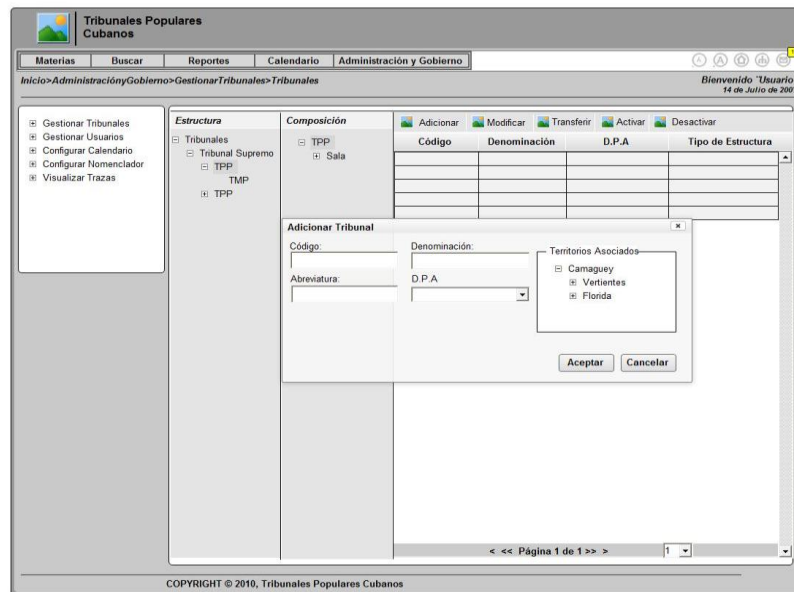 Tribunales Populares
Cubanos
Materias Buscar Reportes Calendario Administración y Gobierno
Inicio>AdministraciónyGobierno>GestionarTribunales>Tribunales
Bienvenido "Usuario
14 de Julio de 200
Gestionar Tribunales
Gestionar Usuarios
Configurar Calendario
Configurar Nomenclador
Visualizar Trazas
Estructura
Tribunales
Tribunal Supremo
TPP
TMP
TPP
Composición
TPP
Sala
Adicionar Modificar Transferir Activar Desactivar
Código Denominación D.P.A Tipo de Estructura
Adicionar Tribunal
Código: Denominación:
Abreviatura: D.P.A
Territorios Asociados
Camaguey
Vertientes
Florida
Aceptar Cancelar
< << Página 1 de 1 >> > 1
COPYRIGHT © 2010, Tribunales Populares Cubanos